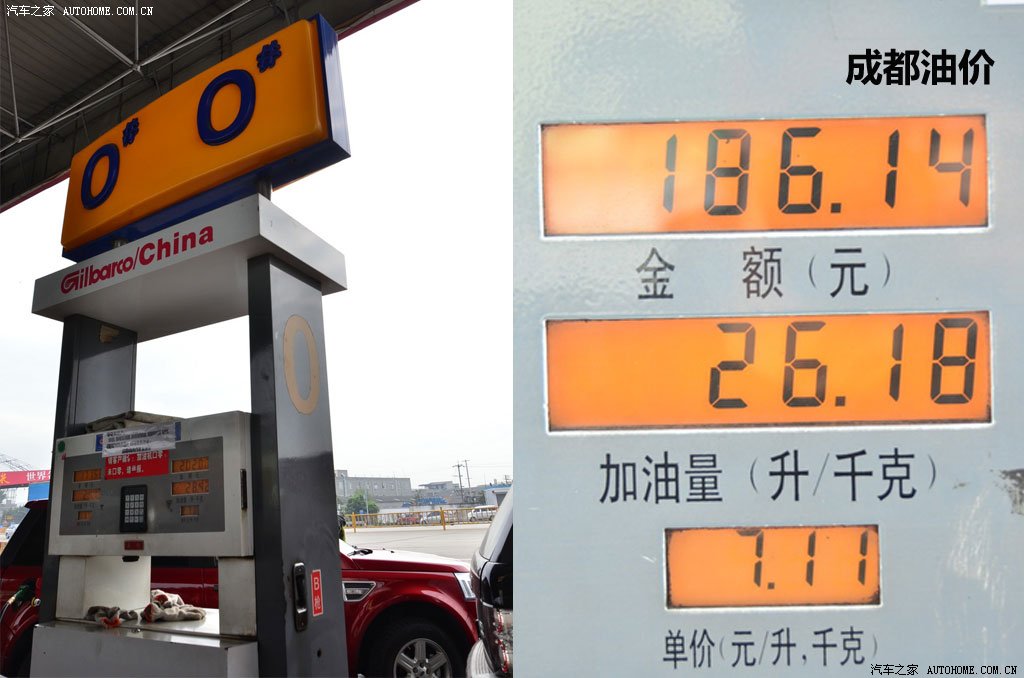 汽车之家 AUTOHOME.COM.CN
0#
0#
Gilbarco/China
0
B
枪
成都油价
186.14
金 额（元）
26.18
加油量（升/千克）
7.11
单价(元/升,千克)
汽车之家 AUTOHOME.COM.CN